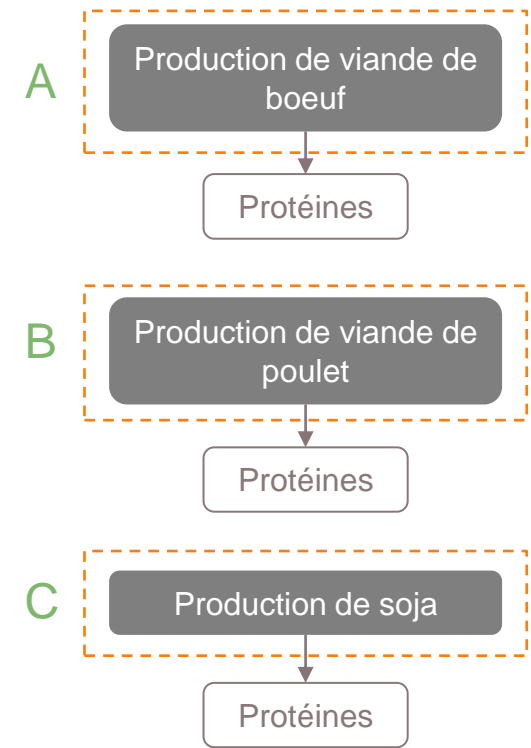 A
Production de viande de
boeuf
Protéines
B
Production de viande de
poulet
Protéines
C
Production de soja
Protéines